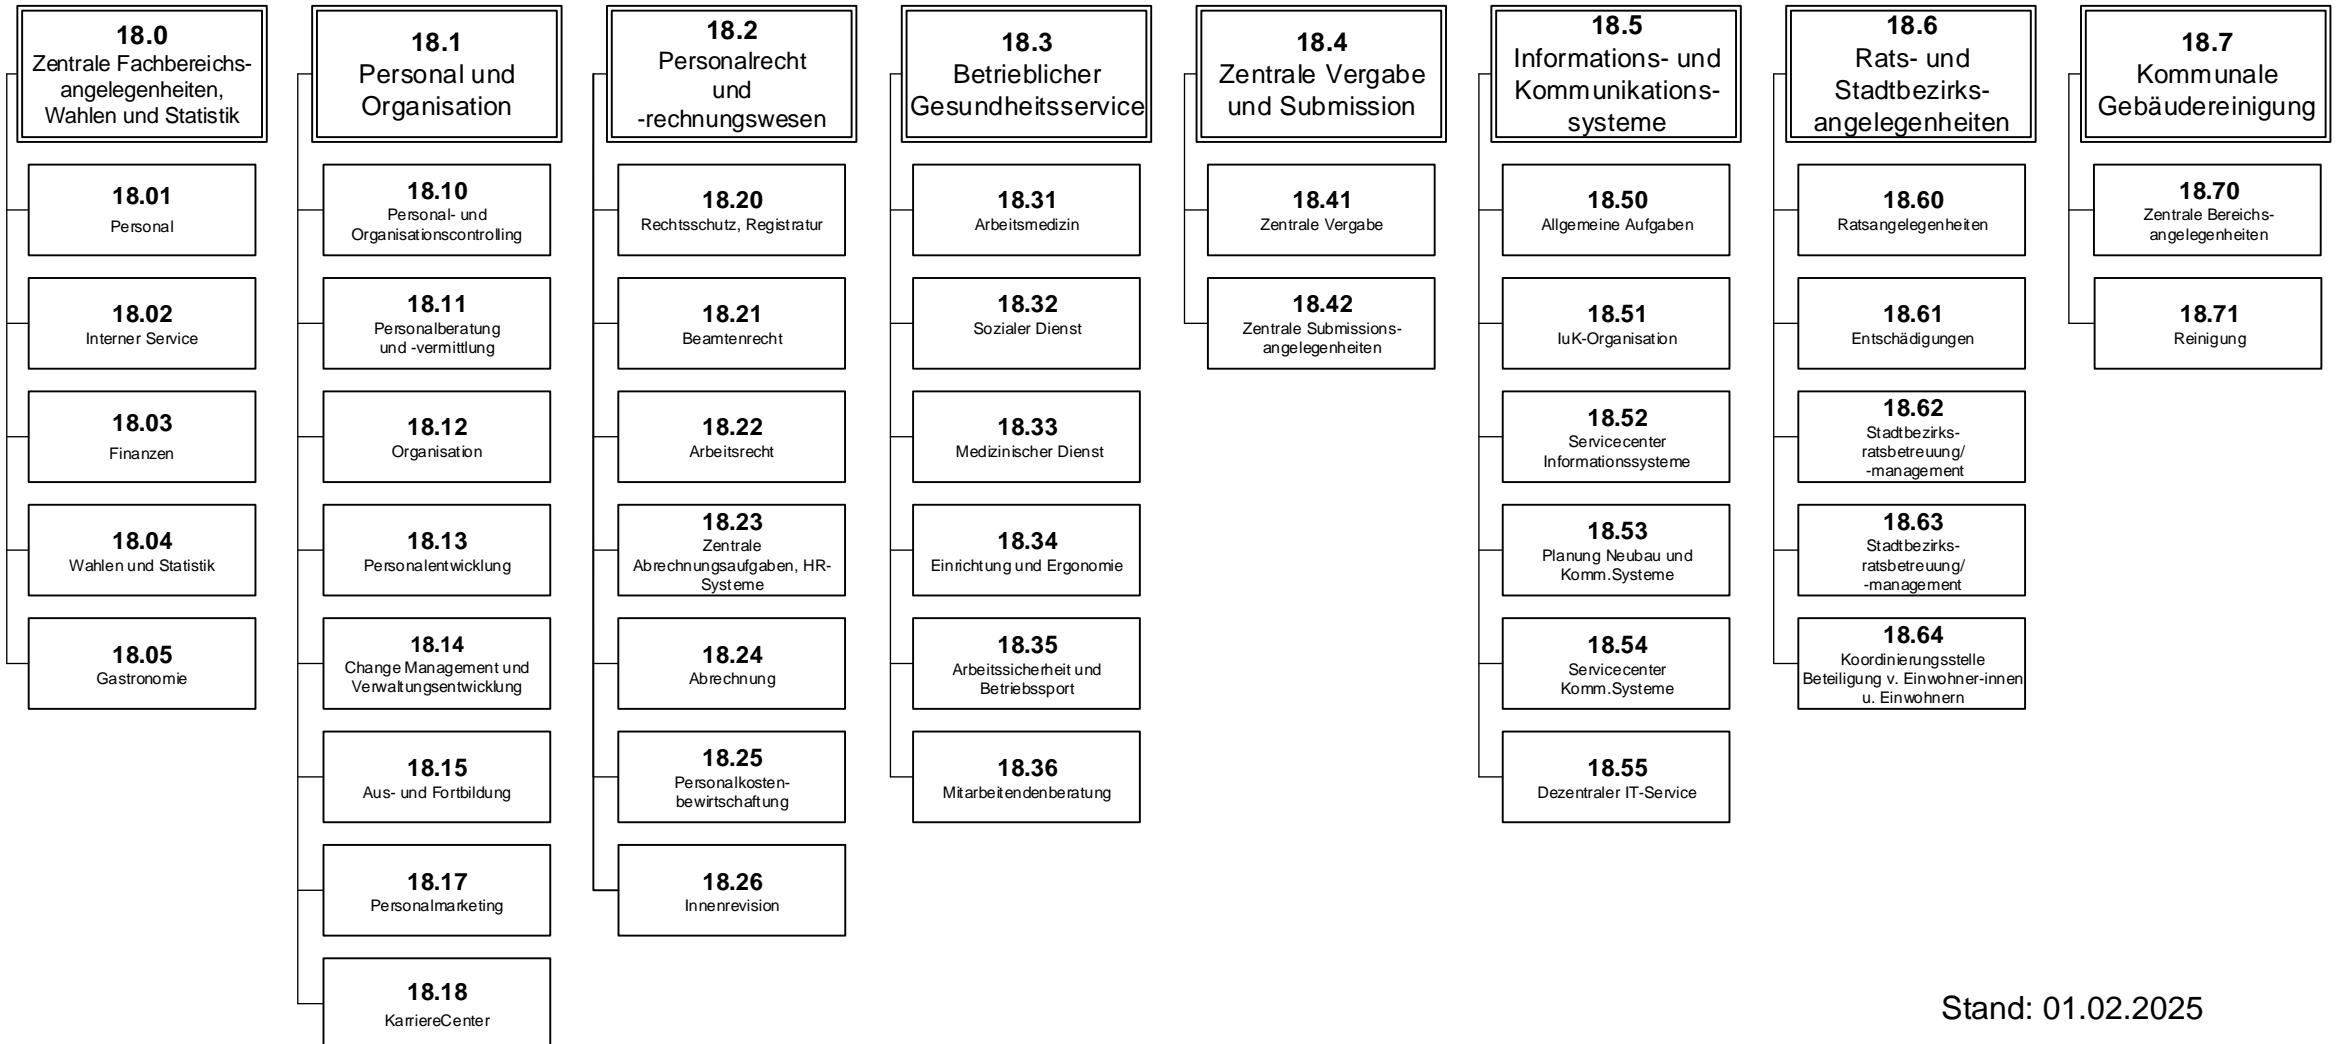 18.0
Zentrale Fachbereichs-
angelegenheiten,
Wahlen und Statistik
18.01
Personal
18.02
Interner Service
18.03
Finanzen
18.04
Wahlen und Statistik
18.05
Gastronomie
18.1
Personal und
Organisation
18.10
Personal- und
Organisationscontrolling
18.11
Personalberatung
und -vermittlung
18.12
Organisation
18.13
Personalentwicklung
18.14
Change Management und
Verwaltungsentwicklung
18.15
Aus- und Fortbildung
18.17
Personalmarketing
18.18
KarriereCenter
18.2
Personalrecht
und
-rechnungswesen
18.20
Rechtsschutz, Registratur
18.21
Beamtenrecht
18.22
Arbeitsrecht
18.23
Zentrale
Abrechnungsaufgaben, HR-
Systeme
18.24
Abrechnung
18.25
Personalkosten-
bewirtschaftung
18.26
Innenrevision
18.3
Betrieblicher
Gesundheitsservice
18.31
Arbeitsmedizin
18.32
Sozialer Dienst
18.33
Medizinischer Dienst
18.34
Einrichtung und Ergonomie
18.35
Arbeitssicherheit und
Betriebssport
18.36
Mitarbeitendenberatung
18.4
Zentrale Vergabe
und Submission
18.41
Zentrale Vergabe
18.42
Zentrale Submissions-
angelegenheiten
18.5
Informations- und
Kommunikations-
systeme
18.50
Allgemeine Aufgaben
18.51
IuK-Organisation
18.52
Servicecenter
Informationssysteme
18.53
Planung Neubau und
Komm.Systeme
18.54
Servicecenter
Komm.Systeme
18.55
Dezentraler IT-Service
18.6
Rats- und
Stadtbezirks-
angelegenheiten
18.60
Ratsangelegenheiten
18.61
Entschädigungen
18.62
Stadtbezirks-
ratsbetreuung/
-management
18.63
Stadtbezirks-
ratsbetreuung/
-management
18.64
Koordinierungsstelle
Beteiligung v. Einwohner-innen
u. Einwohnern
18.7
Kommunale
Gebäudereinigung
18.70
Zentrale Bereichs-
angelegenheiten
18.71
Reinigung
Stand: 01.02.2025